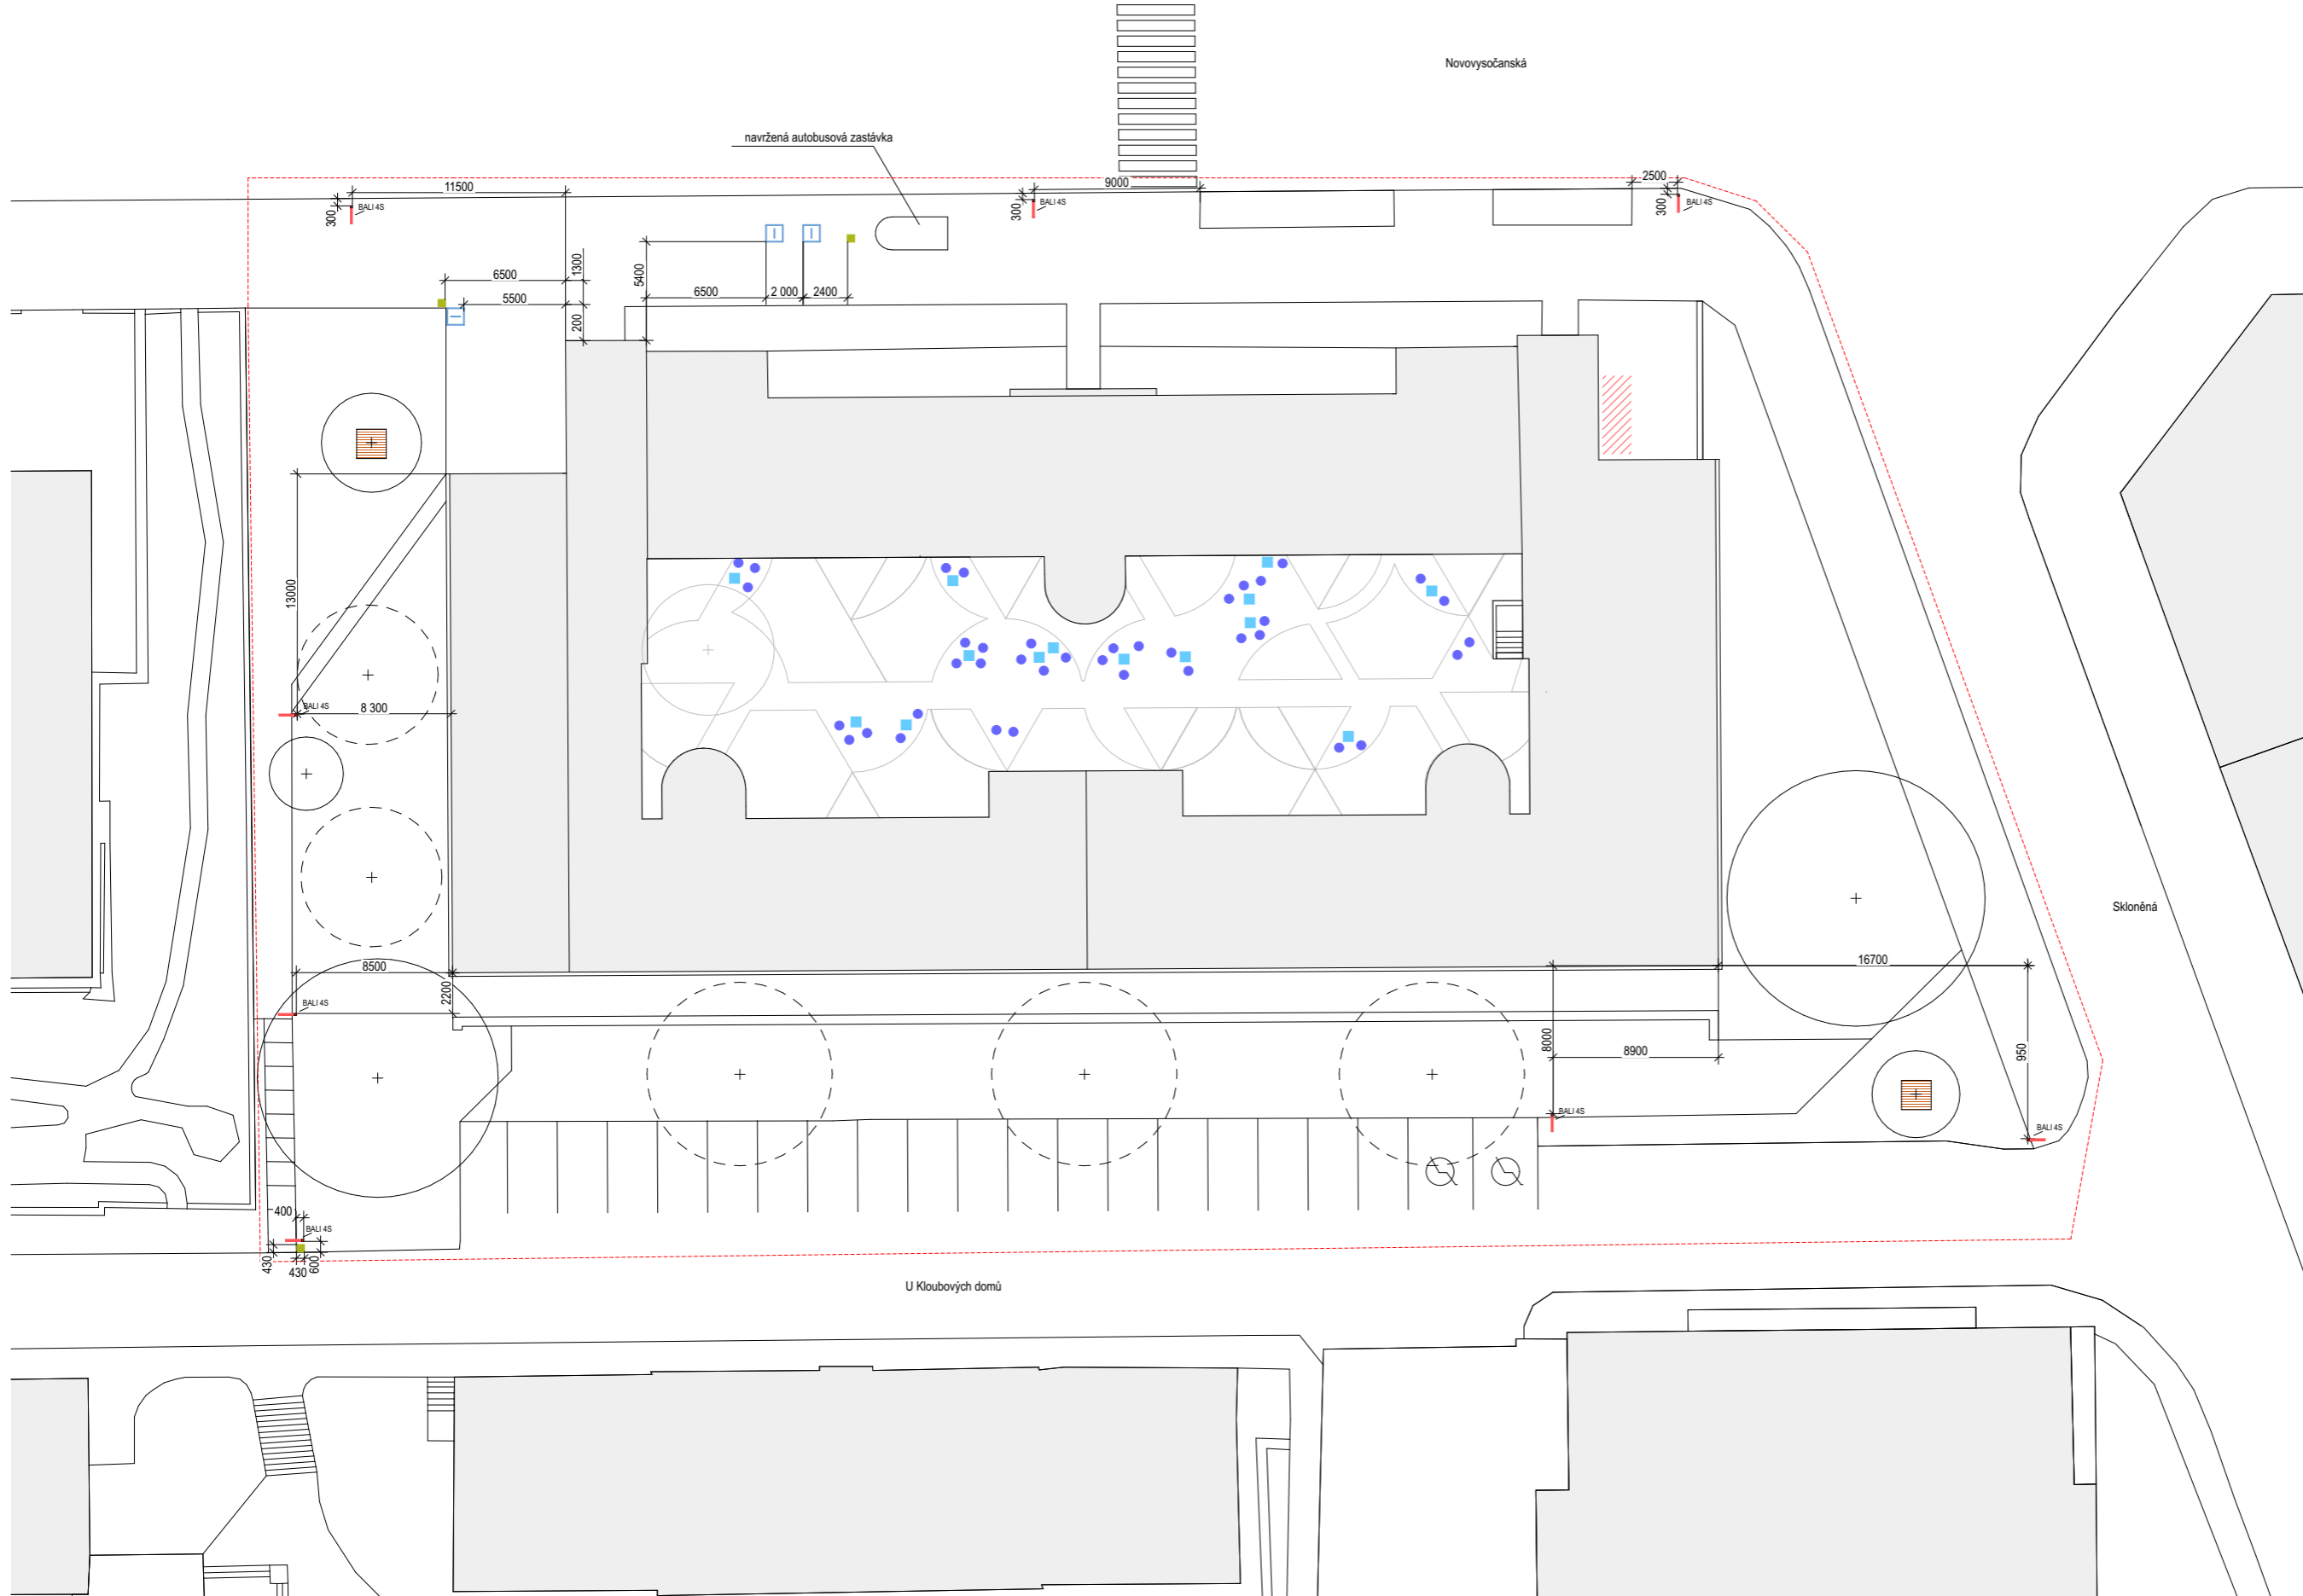 Novovysočanská
navržená autobusová zastávka
11500
9000
2500
300
BALI 4S
300
BALI 4S
300
BALI 4S
6500
1300
5400
5500
6500
2 000
2400
200
13000
BALI 4S
8 300
Skloněná
8500
2200
16700
BALI 4S
8000
8900
950
BALI 4S
BALI 4S
400
BALI 4S
430
430
600
U Kloubových domů